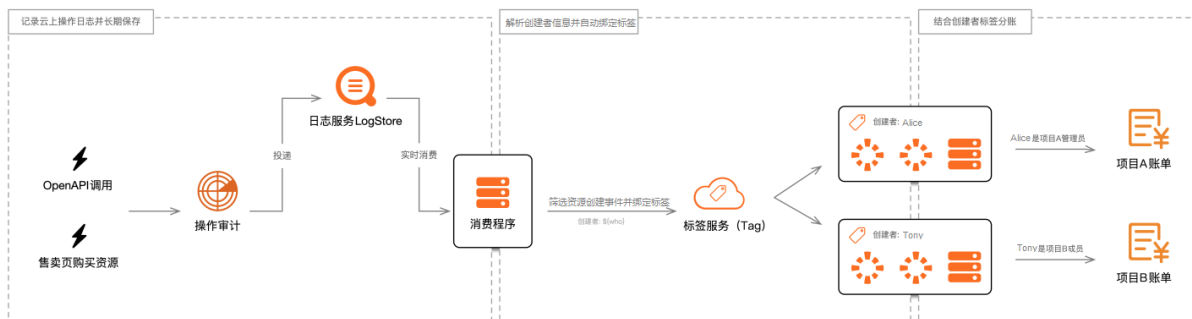 记录云上操作日志并长期保存
解析创建者信息并自动绑定标签
结合创建者标签分账
OpenAPI调用
售卖页购买资源
操作审计
投递
日志服务LogStore
实时消费
消费程序
筛选资源创建事件并绑定标签
创建者: ${who}
标签服务（Tag）
创建者: Alice
Alice是项目A管理员
项目A账单
创建者: Tony
Tony是项目B成员
项目B账单